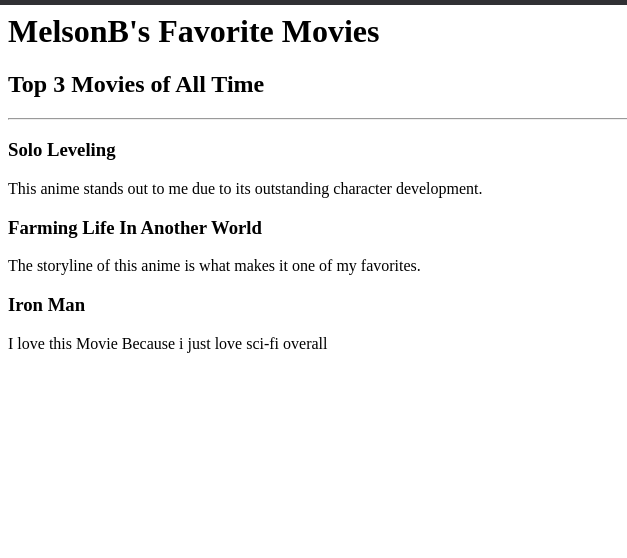 MelsonB's Favorite Movies
Top 3 Movies of All Time
Solo Leveling
This anime stands out to me due to its outstanding character development.
Farming Life In Another World
The storyline of this anime is what makes it one of my favorites.
Iron Man
I love this Movie Because i just love sci-fi overall